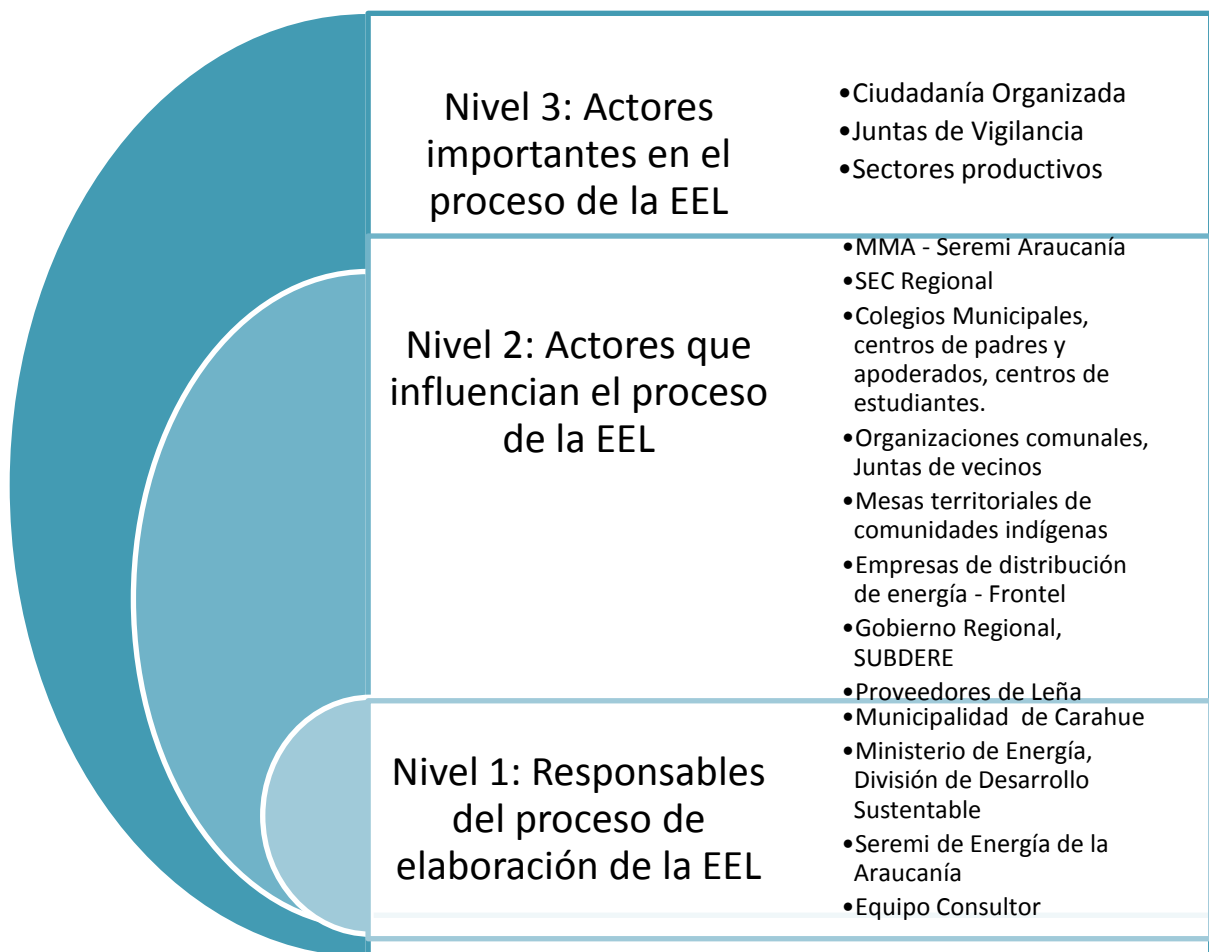 Nivel 3: Actores
importantes en el
proceso de la EEL
•Ciudadanía Organizada
•Juntas de Vigilancia
•Sectores productivos
Nivel 2: Actores que
influencian el proceso
de la EEL
•MMA - Seremi Araucanía
•SEC Regional
•Colegios Municipales,
centros de padres y
apoderados, centros de
estudiantes.
•Organizaciones comunales,
Juntas de vecinos
•Mesas territoriales de
comunidades indígenas
•Empresas de distribución
de energía - Frontel
•Gobierno Regional,
SUBDERE
•Proveedores de Leña
Nivel 1: Responsables
del proceso de
elaboración de la EEL
•Municipalidad de Carahue
•Ministerio de Energía,
División de Desarrollo
Sustentable
•Seremi de Energía de la
Araucanía
•Equipo Consultor